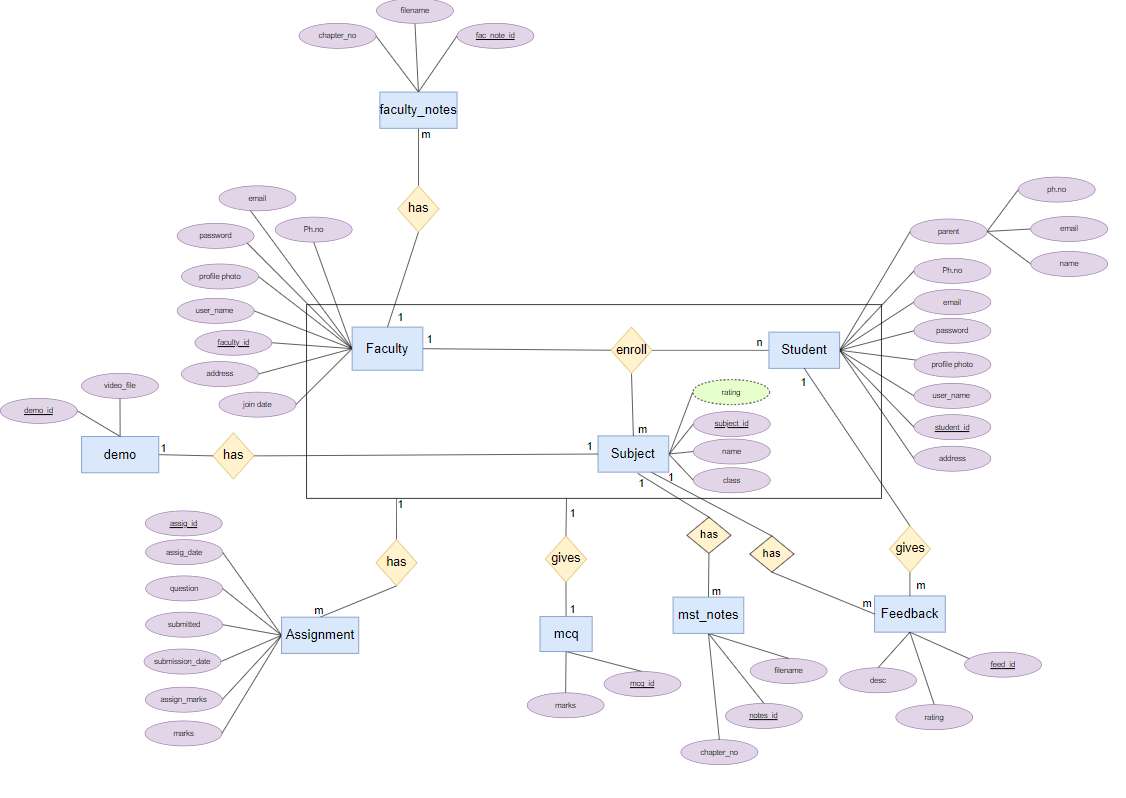 filename
chapter_no
fac_note_id
faculty_notes
m
has
email
Ph.no
password
profile photo
user_name
faculty_id
address
join date
1
Faculty
1
enroll
n
Student
1
parent
ph.no
email
name
Ph.no
email
password
profile photo
user_name
student_id
address
m
rating
subject_id
name
class
Subject
1
1
1
video_file
demo_id
demo
1
has
1
has
m
1
gives
1
has
m
has
m
gives
m
assig_id
assig_date
question
submitted
submission_date
assign_marks
marks
Assignment
mcq
mcq_id
marks
mst_notes
filename
notes_id
chapter_no
Feedback
desc
rating
feed_id